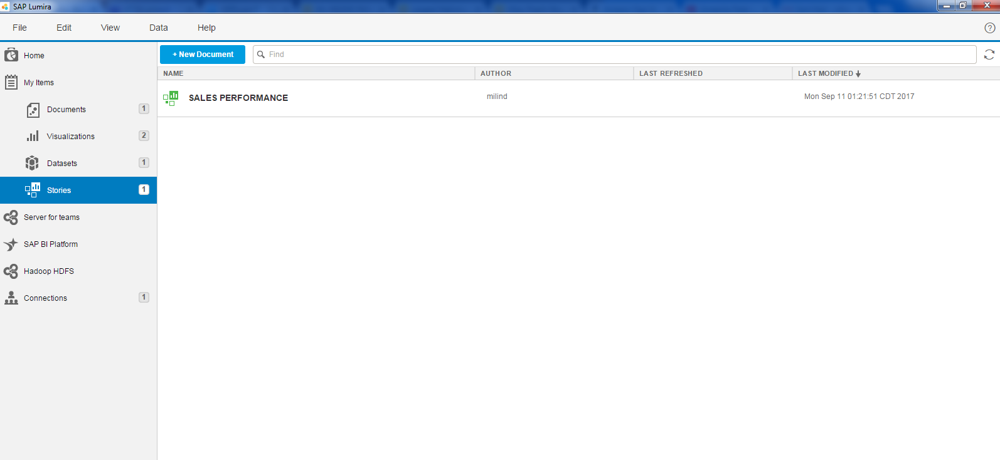 SAP Lumira
File Edit View Data Help
Home
My Items
Documents 1
Visualizations 2
Datasets 1
Stories 1
Server for teams
SAP BI Platform
Hadoop HDFS
Connections 1
+ New Document Find
NAME AUTHOR LAST REFRESHED LAST MODIFIED
SALES PERFORMANCE milind Mon Sep 11 01:21:51 CDT 2017